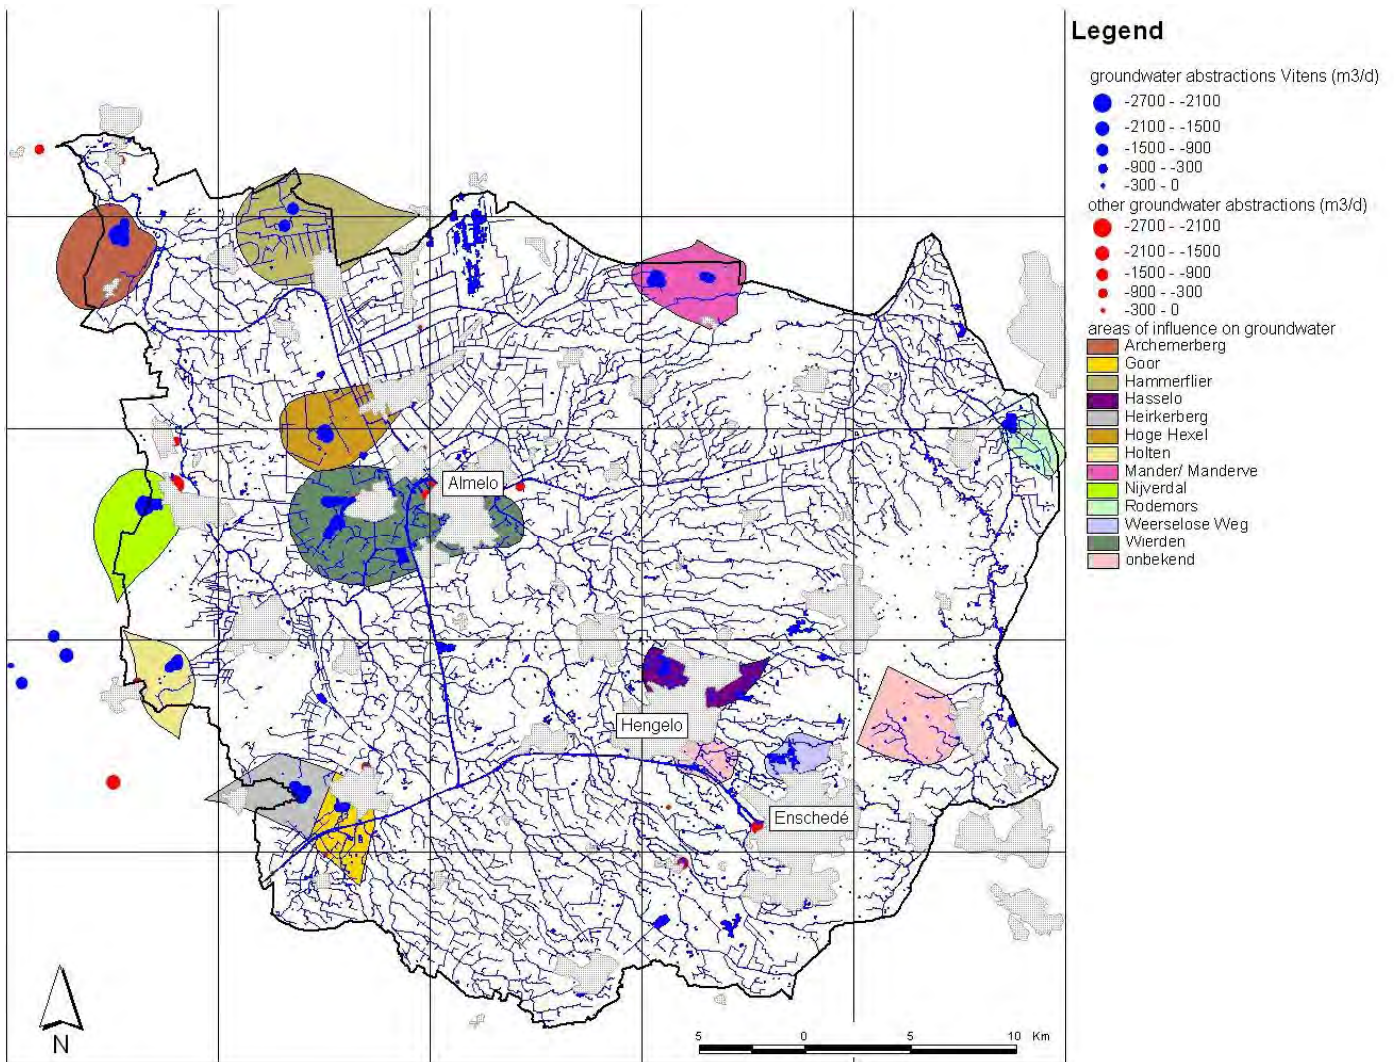 Legend
groundwater abstractions Vitens (m3/d)
-2700 - -2100
-2100 - -1500
-1500 - -900
-900 - -300
-300 - 0
other groundwater abstractions (m3/d)
-2700 - -2100
-2100 - -1500
-1500 - -900
-900 - -300
-300 - 0
areas of influence on groundwater
Archemerberg
Goor
Hammerflier
Hasselo
Heirkerberg
Hoge Hexel
Holten
Mander/ Manderve
Nijverdal
Rodemors
Weerselose Weg
Wierden
onbekend
Almelo
Hengelo
Enschedé
N
5 0 5 10 Km